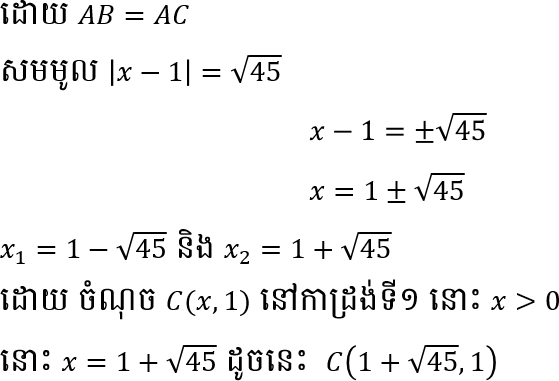 ដោយ AB = AC
សមមូល |x − 1| = √45
x − 1 = ±√45
x = 1 ± √45
x₁ = 1 − √45 និង x₂ = 1 + √45
ដោយ ចំណុច C(x, 1) នៅកាដ្រង់ទី១ នោះ x > 0
នោះ x = 1 + √45 ដូចនេះ C(1 + √45, 1)